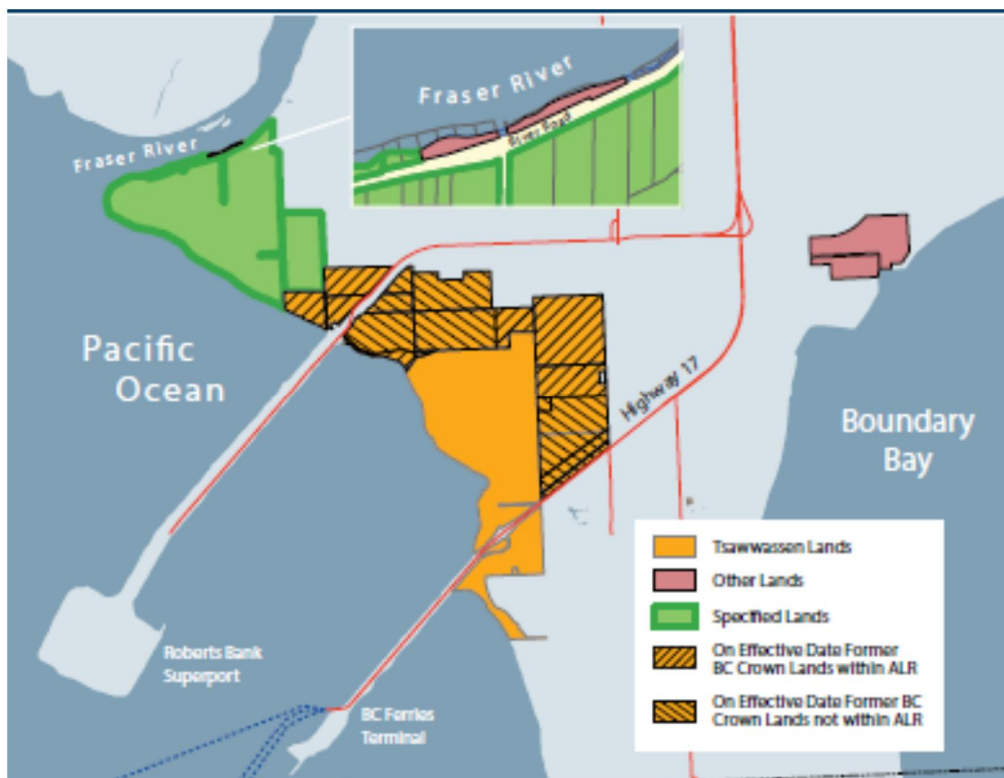 Fraser River
River Road
Fraser River
Pacific
Ocean
Highway 17
Boundary
Bay
Roberts Bank
Superport
BC Ferries
Terminal
Tsawwassen Lands
Other Lands
Specified Lands
On Effective Date Former
BC Crown Lands within ALR
On Effective Date Former BC
Crown Lands not within ALR